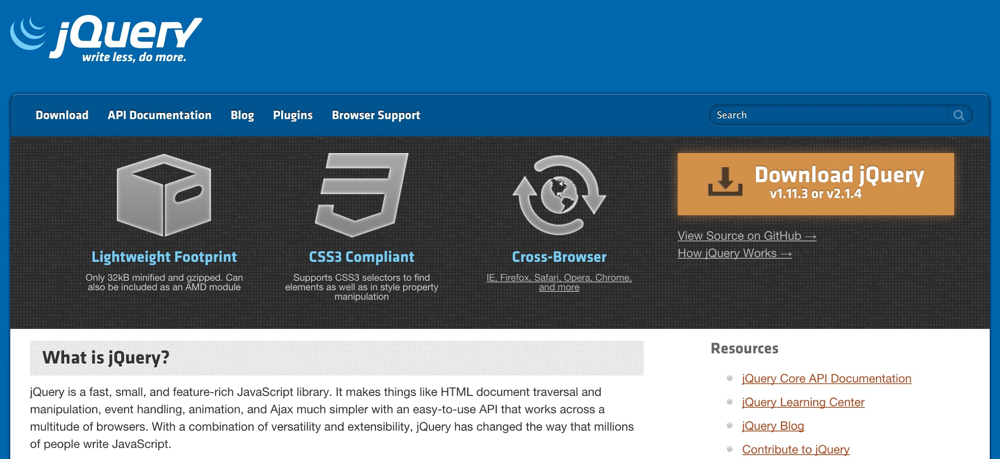 jQuery
write less, do more.
Download API Documentation Blog Plugins Browser Support
Search
Lightweight Footprint
Only 32kB minified and gzipped. Can
also be included as an AMD module
CSS3 Compliant
Supports CSS3 selectors to find
elements as well as in style property
manipulation
Cross-Browser
IE, Firefox, Safari, Opera, Chrome,
and more
Download jQuery
v1.11.3 or v2.1.4
View Source on GitHub →
How jQuery Works →
What is jQuery?
jQuery is a fast, small, and feature-rich JavaScript library. It makes things like HTML document traversal and
manipulation, event handling, animation, and Ajax much simpler with an easy-to-use API that works across a
multitude of browsers. With a combination of versatility and extensibility, jQuery has changed the way that millions
of people write JavaScript.
Resources
jQuery Core API Documentation
jQuery Learning Center
jQuery Blog
Contribute to jQuery